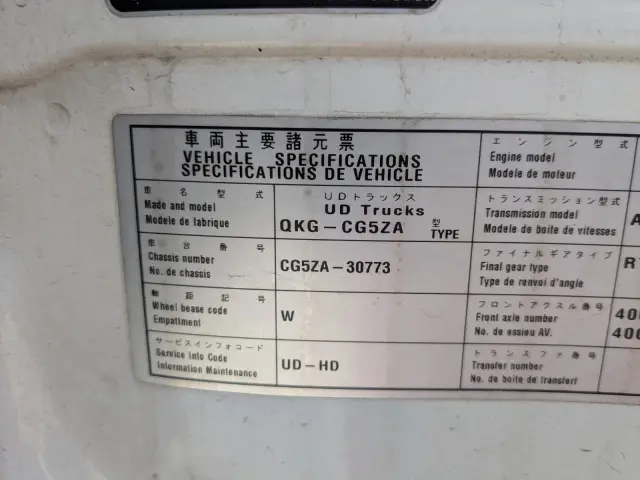 車両主要諸元票
VEHICLE SPECIFICATIONS
SPECIFICATIONS DE VEHICLE
車名型式
Made and model
Modele de fabrique
UDトラックス
UD Trucks
QKG-CG5ZA 型 TYPE
車台番号
Chassis number
No. de chassis
CG5ZA-30773
軸距記号
Wheel bease code
Empatiment
W
サービスインフォコード
Service Info Code
Information Maintenance
UD-HD
エンジン型式
Engine model
Modele de moteur
トランスミッション型式
Transmission model
Modele de boite de vitesses
A
ファイナルギアタイプ
Final gear type
Type de renvoi d'angle
R
フロントアクスル番号
Front axle number
No. de essieu AV.
40
400
トランスファ番号
Transfer number
No. de boite de transfert